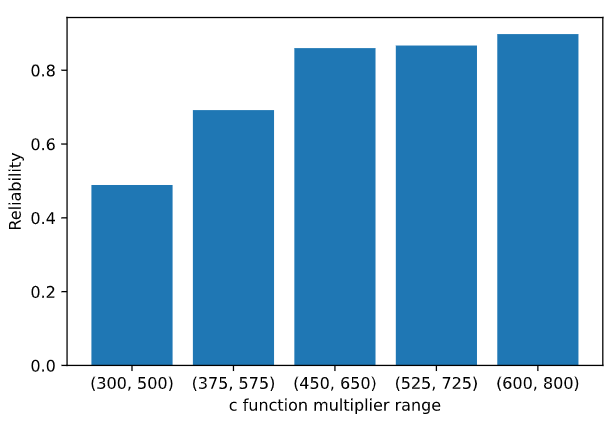 Reliability
0.8
0.6
0.4
0.2
0.0
(300, 500) (375, 575) (450, 650) (525, 725) (600, 800)
c function multiplier range